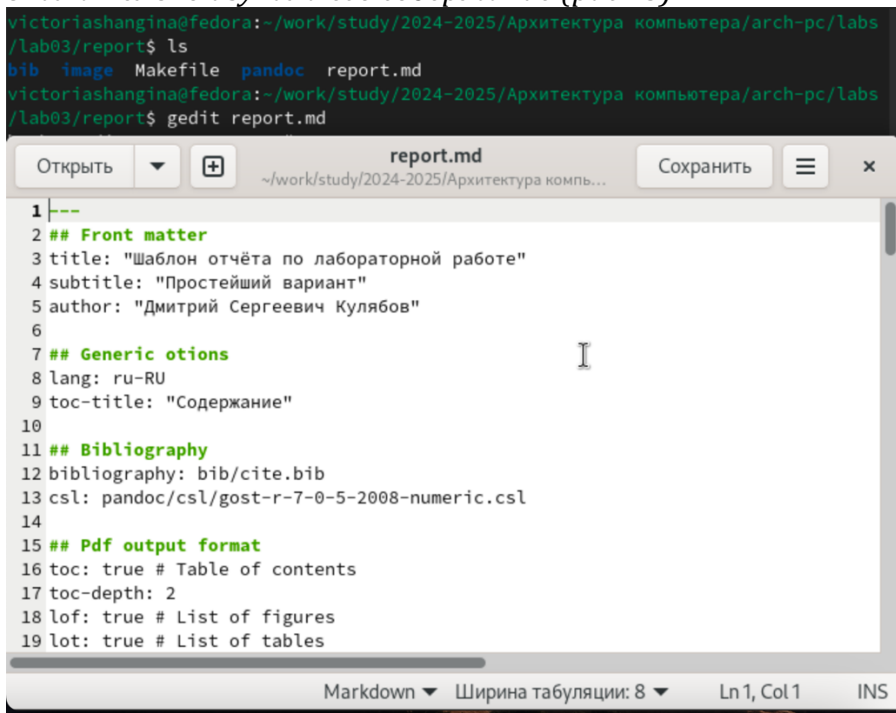 victoriashangina@fedora:~/work/study/2024-2025/Архитектура компьютера/arch-pc/labs
/lab03/report$ ls
bib image Makefile pandoc report.md
victoriashangina@fedora:~/work/study/2024-2025/Архитектура компьютера/arch-pc/labs
/lab03/report$ gedit report.md
Открыть
report.md
~/work/study/2024-2025/Архитектура компь...
Сохранить
1 ---
2 ## Front matter
3 title: "Шаблон отчёта по лабораторной работе"
4 subtitle: "Простейший вариант"
5 author: "Дмитрий Сергеевич Кулябов"
6
7 ## Generic otions
8 lang: ru-RU
9 toc-title: "Содержание"
10
11 ## Bibliography
12 bibliography: bib/cite.bib
13 csl: pandoc/csl/gost-r-7-0-5-2008-numeric.csl
14
15 ## Pdf output format
16 toc: true # Table of contents
17 toc-depth: 2
18 lof: true # List of figures
19 lot: true # List of tables
Markdown Ширина табуляции: 8 Ln 1, Col 1 INS